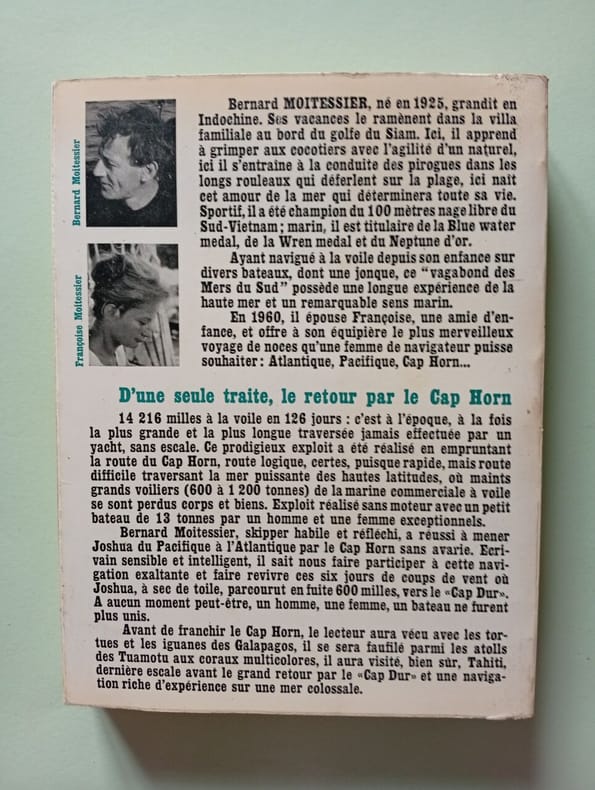 Bernard Moitessier
Françoise Moitessier
Bernard MOITESSIER, né en 1925, grandit en
Indochine. Ses vacances le ramènent dans la villa
familiale au bord du golfe du Siam. Ici, il apprend
à grimper aux cocotiers avec l'agilité d'un naturel,
ici il s'entraîne à la conduite des pirogues dans les
longs rouleaux qui déferlent sur la plage, ici naît
cet amour de la mer qui déterminera toute sa vie.
Sportif, il a été champion du 100 mètres nage libre du
Sud-Vietnam ; marin, il est titulaire de la Blue water
medal, de la Wren medal et du Neptune d'or.
Ayant navigué à la voile depuis son enfance sur
divers bateaux, dont une jonque, ce “vagabond des
Mers du Sud” possède une longue expérience de la
haute mer et un remarquable sens marin.
En 1960, il épouse Françoise, une amie d'en-
fance, et offre à son équipière le plus merveilleux
voyage de noces qu'une femme de navigateur puisse
souhaiter : Atlantique, Pacifique, Cap Horn...
D'une seule traite, le retour par le Cap Horn
14 216 milles à la voile en 126 jours : c'est à l'époque, à la fois
la plus grande et la plus longue traversée jamais effectuée par un
yacht, sans escale. Ce prodigieux exploit a été réalisé en empruntant
la route du Cap Horn, route logique, certes, puisque rapide, mais route
difficile traversant la mer puissante des hautes latitudes, où maints
grands voiliers (600 à 1 200 tonnes) de la marine commerciale à voile
se sont perdus corps et biens. Exploit réalisé sans moteur avec un petit
bateau de 13 tonnes par un homme et une femme exceptionnels.
Bernard Moitessier, skipper habile et réfléchi, a réussi à mener
Joshua du Pacifique à l'Atlantique par le Cap Horn sans avarie. Ecri-
vain sensible et intelligent, il sait nous faire participer à cette navi-
gation exaltante et faire revivre ces six jours de coups de vent où
Joshua, à sec de toile, parcourut en fuite 600 milles, vers le «Cap Dur».
A aucun moment peut-être, un homme, une femme, un bateau ne furent
plus unis.
Avant de franchir le Cap Horn, le lecteur aura vécu avec les tor-
tues et les iguanes des Galapagos, il se sera faufilé parmi les atolls
des Tuamotu aux coraux multicolores, il aura visité, bien sûr, Tahiti,
dernière escale avant le grand retour par le «Cap Dur» et une naviga-
tion riche d'expérience sur une mer colossale.